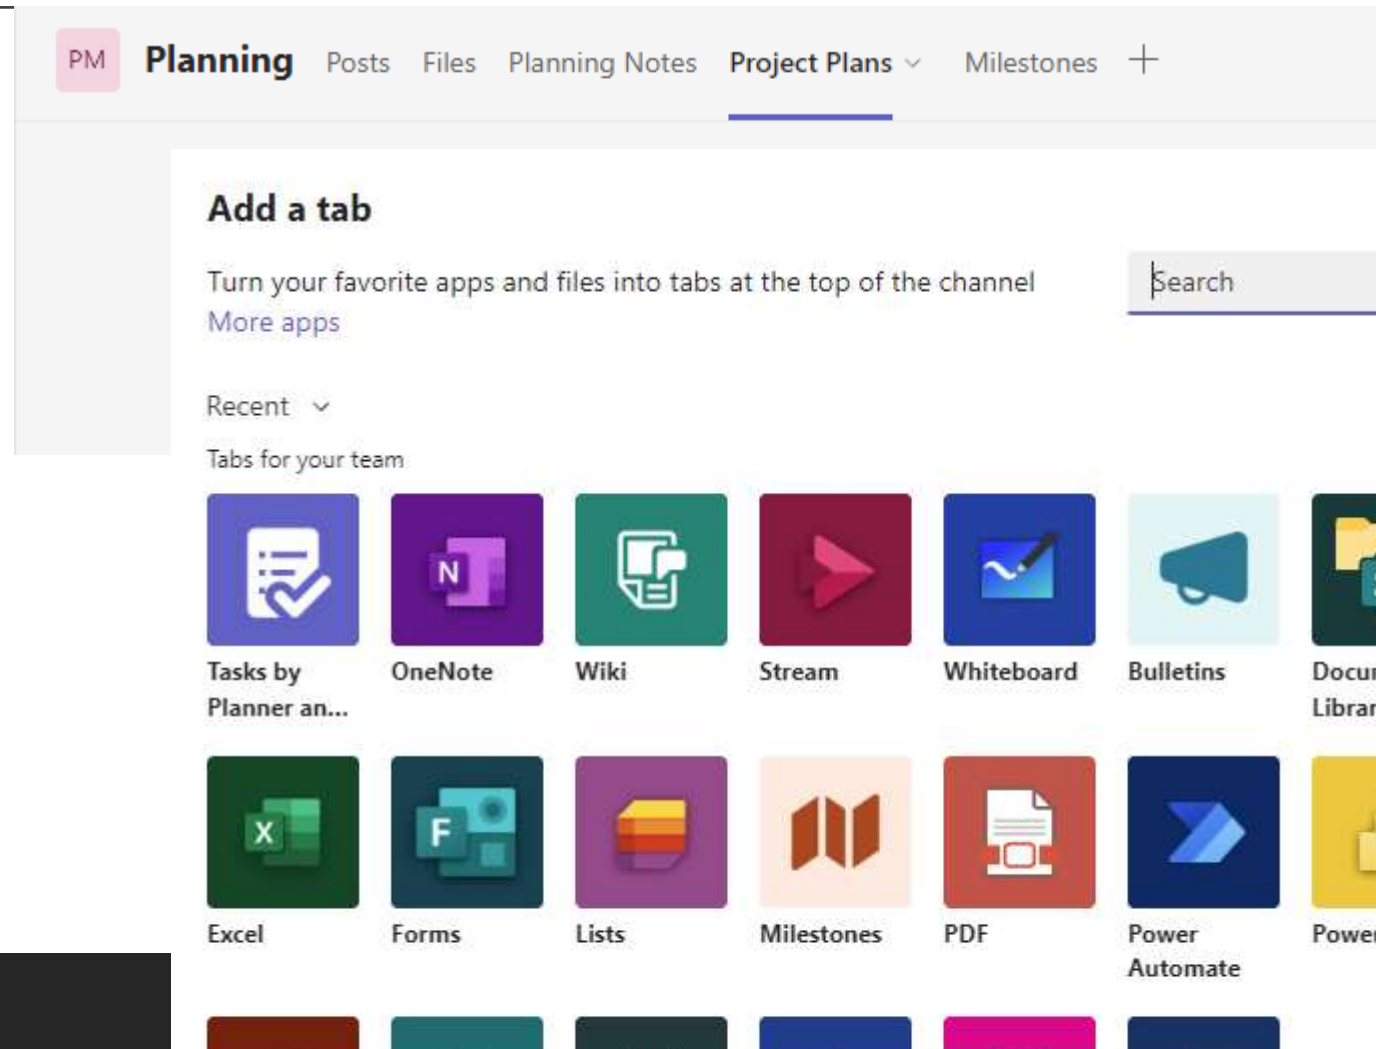 PM Planning Posts Files Planning Notes Project Plans Milestones
Add a tab
Turn your favorite apps and files into tabs at the top of the channel
Search
More apps
Recent
Tabs for your team
N
Tasks by OneNote Wiki Stream Whiteboard Bulletins
Planner an...
X F
Excel Forms Lists Milestones PDF Power
Automate